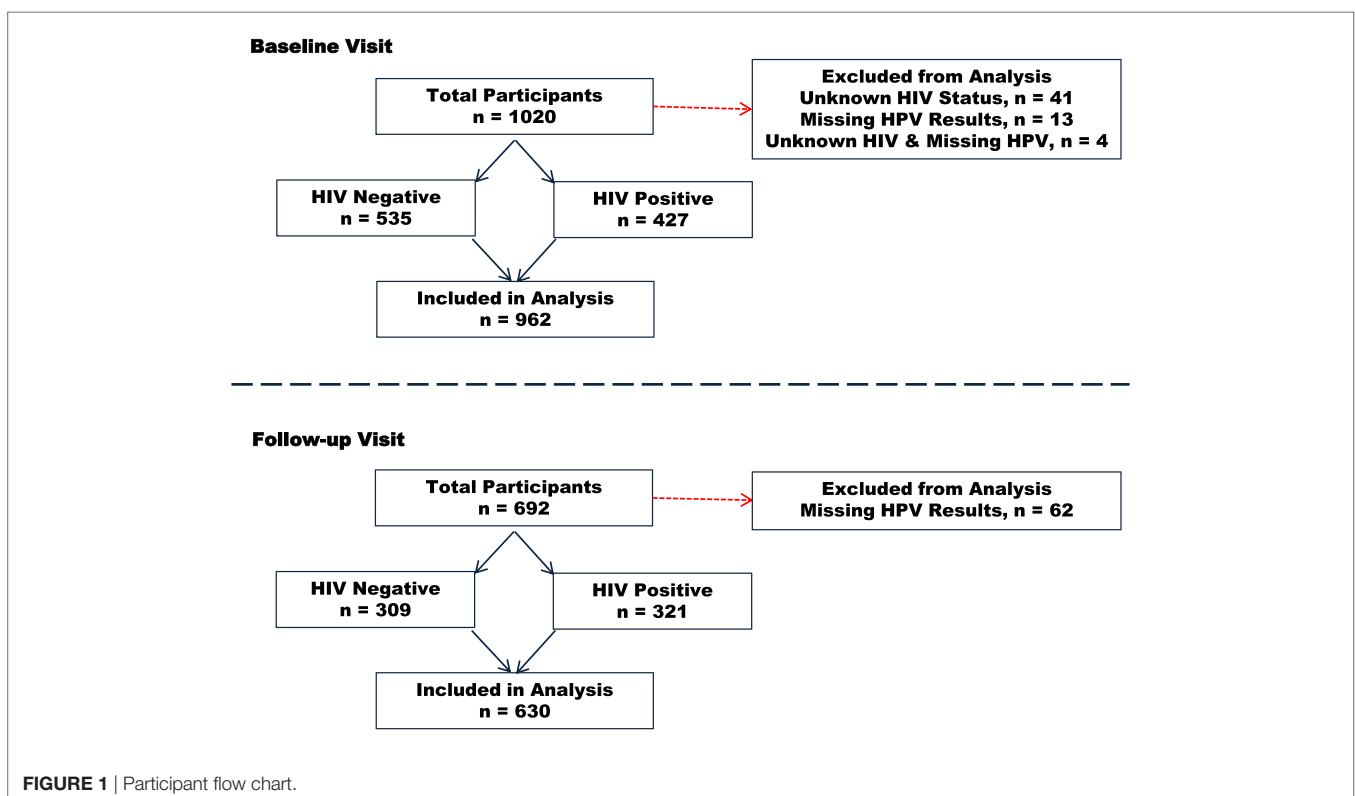 Baseline Visit
Total Participants
n = 1020
Excluded from Analysis
Unknown HIV Status, n = 41
Missing HPV Results, n = 13
Unknown HIV & Missing HPV, n = 4
HIV Negative
n = 535
HIV Positive
n = 427
Included in Analysis
n = 962
Follow-up Visit
Total Participants
n = 692
Excluded from Analysis
Missing HPV Results, n = 62
HIV Negative
n = 309
HIV Positive
n = 321
Included in Analysis
n = 630
FIGURE 1 | Participant flow chart.